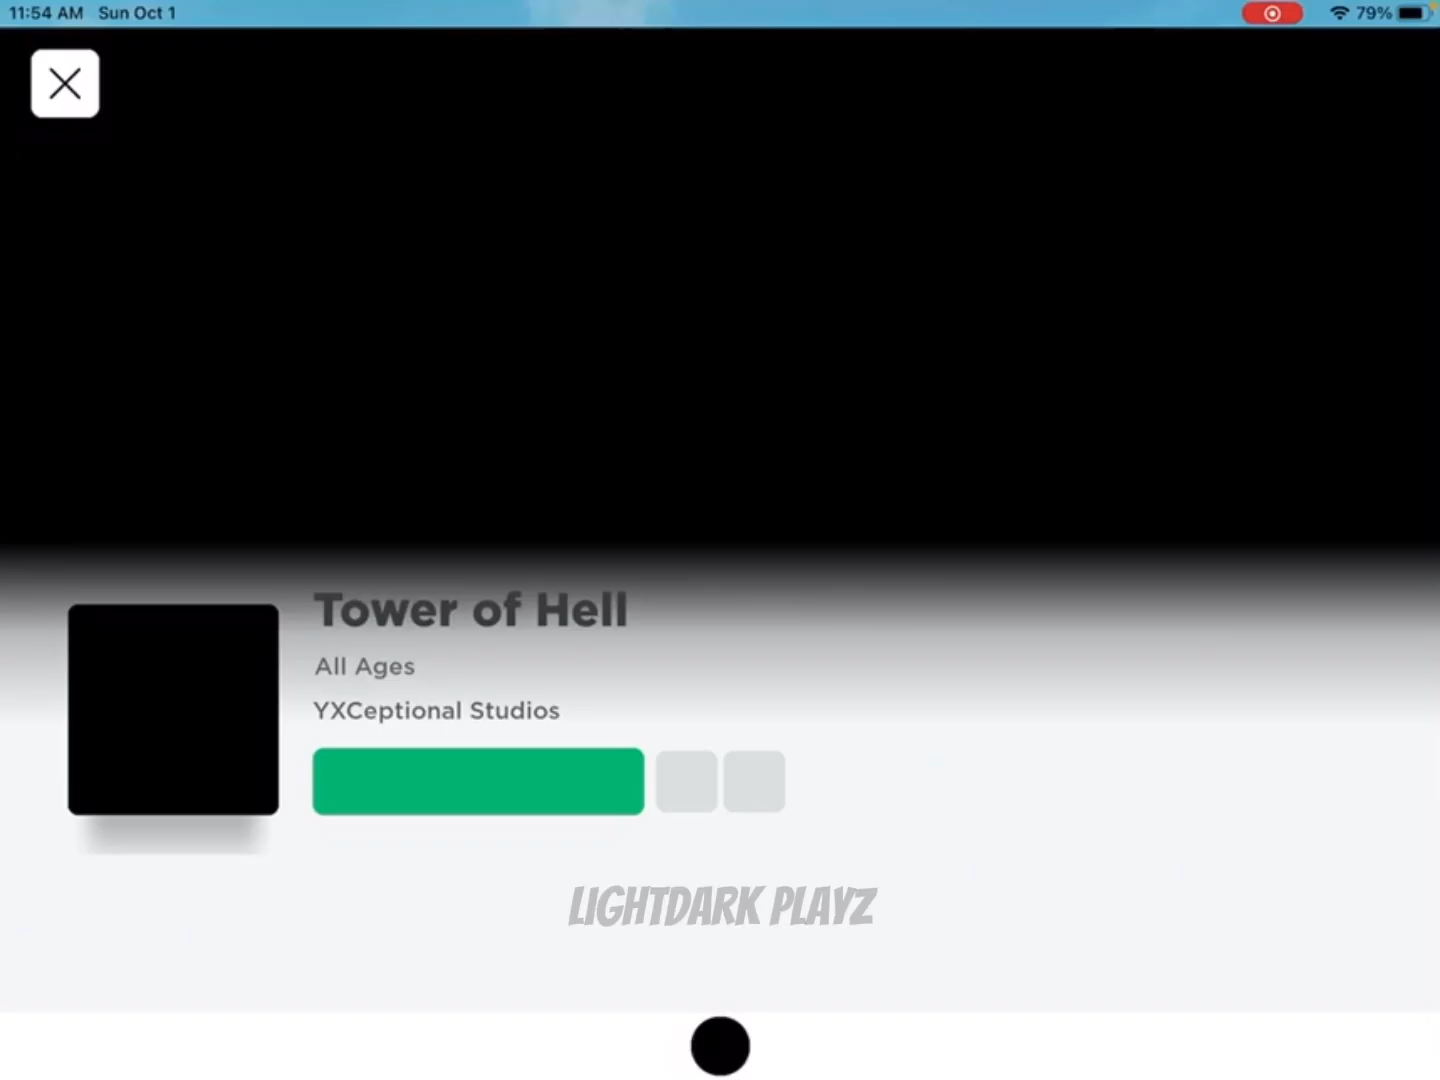 11:54 AM Sun Oct 1
79%
Tower of Hell
All Ages
YXCeptional Studios
LIGHTDARK PLAYZ